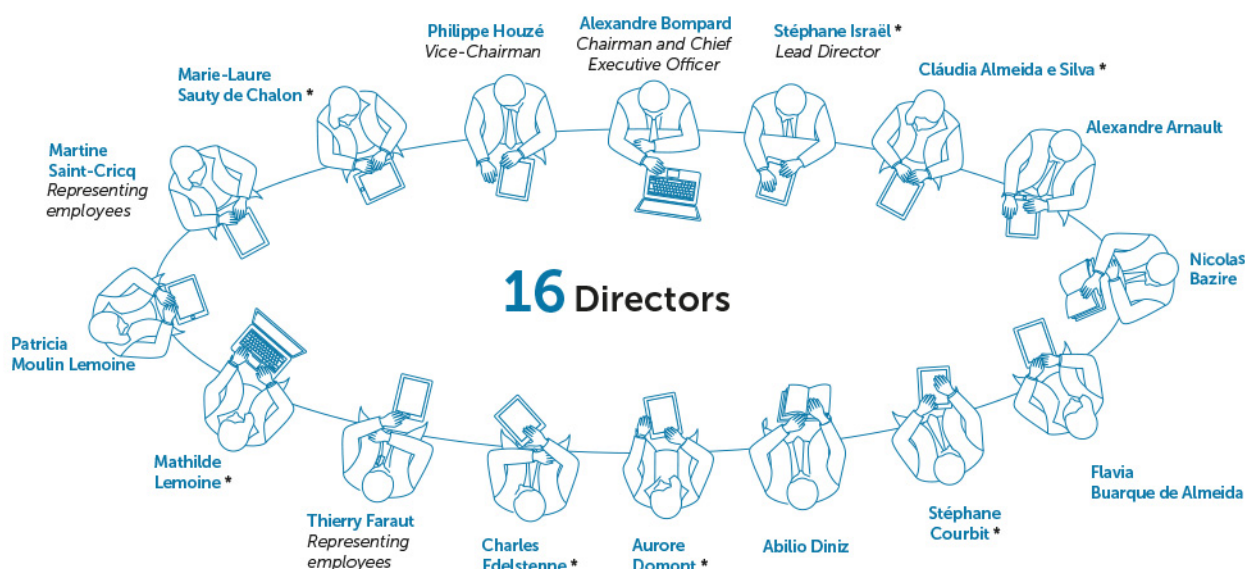 Philippe Houzé
Vice-Chairman
Alexandre Bompard
Chairman and Chief
Executive Officer
Stéphane Israël *
Lead Director
Marie-Laure
Sauty de Chalon *
Cláudia Almeida e Silva *
Martine
Saint-Cricq
Representing
employees
Alexandre Arnault
Nicolas
Bazire
16 Directors
Patricia
Moulin Lemoine
Mathilde
Lemoine *
Thierry Faraut
Representing
employees
Charles
Edelstenne *
Aurore
Domont *
Abilio Diniz
Stéphane
Courbit *
Flavia
Buarque de Almeida